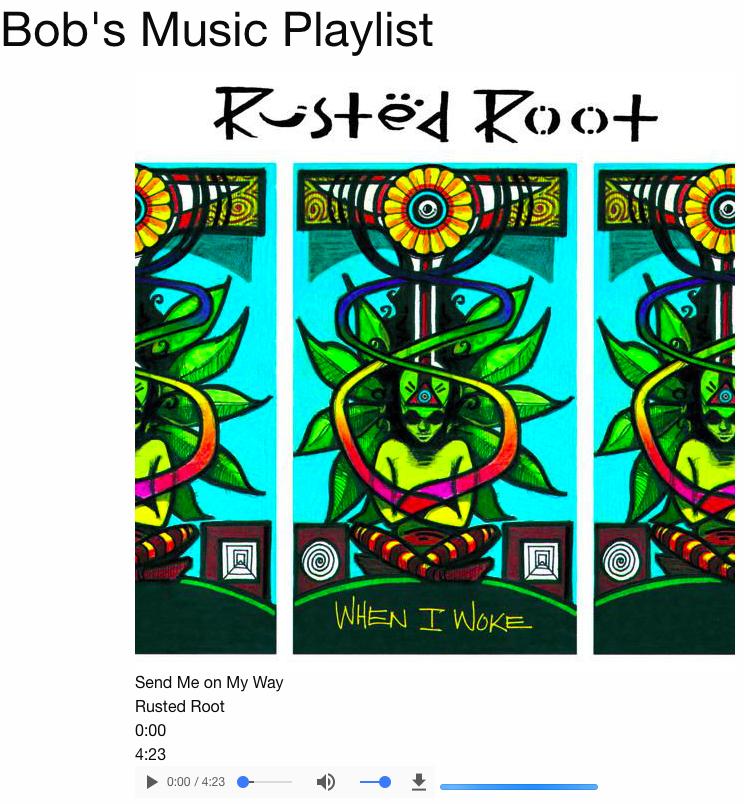 Bob's Music Playlist
Rustëd Root
WHEN I WOKE
Send Me on My Way
Rusted Root
0:00
4:23
0:00 / 4:23